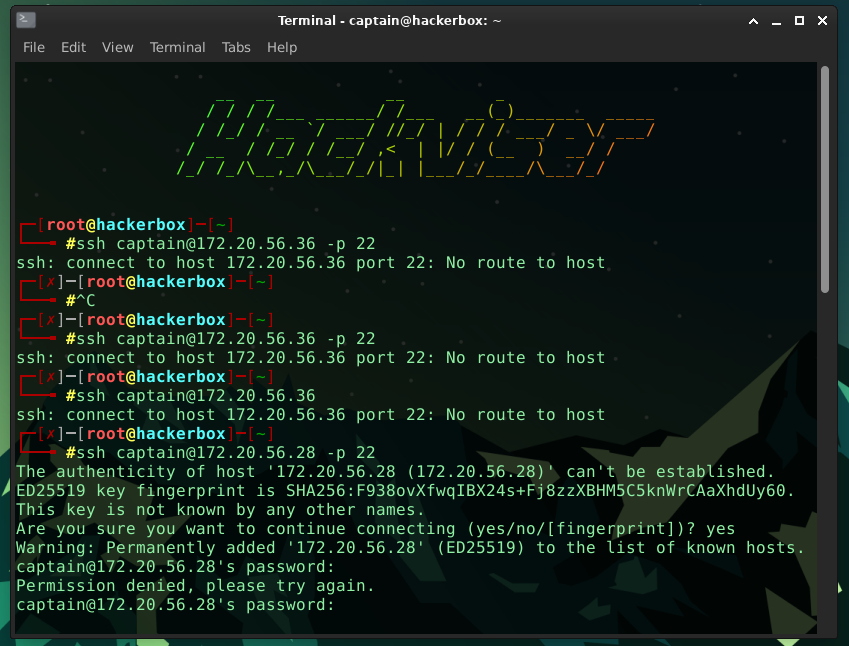 Terminal - captain@hackerbox: ~
File Edit View Terminal Tabs Help
Hackviser
┌─[root@hackerbox]─[~]
└──╼ #ssh captain@172.20.56.36 -p 22
ssh: connect to host 172.20.56.36 port 22: No route to host
┌─[✗]─[root@hackerbox]─[~]
└──╼ #^C
┌─[✗]─[root@hackerbox]─[~]
└──╼ #ssh captain@172.20.56.36 -p 22
ssh: connect to host 172.20.56.36 port 22: No route to host
┌─[✗]─[root@hackerbox]─[~]
└──╼ #ssh captain@172.20.56.36
ssh: connect to host 172.20.56.36 port 22: No route to host
┌─[✗]─[root@hackerbox]─[~]
└──╼ #ssh captain@172.20.56.28 -p 22
The authenticity of host '172.20.56.28 (172.20.56.28)' can't be established.
ED25519 key fingerprint is SHA256:F938ovXfwqIBX24s+Fj8zzXBHM5C5knWrCAaXhdUy60.
This key is not known by any other names.
Are you sure you want to continue connecting (yes/no/[fingerprint])? yes
Warning: Permanently added '172.20.56.28' (ED25519) to the list of known hosts.
captain@172.20.56.28's password:
Permission denied, please try again.
captain@172.20.56.28's password: